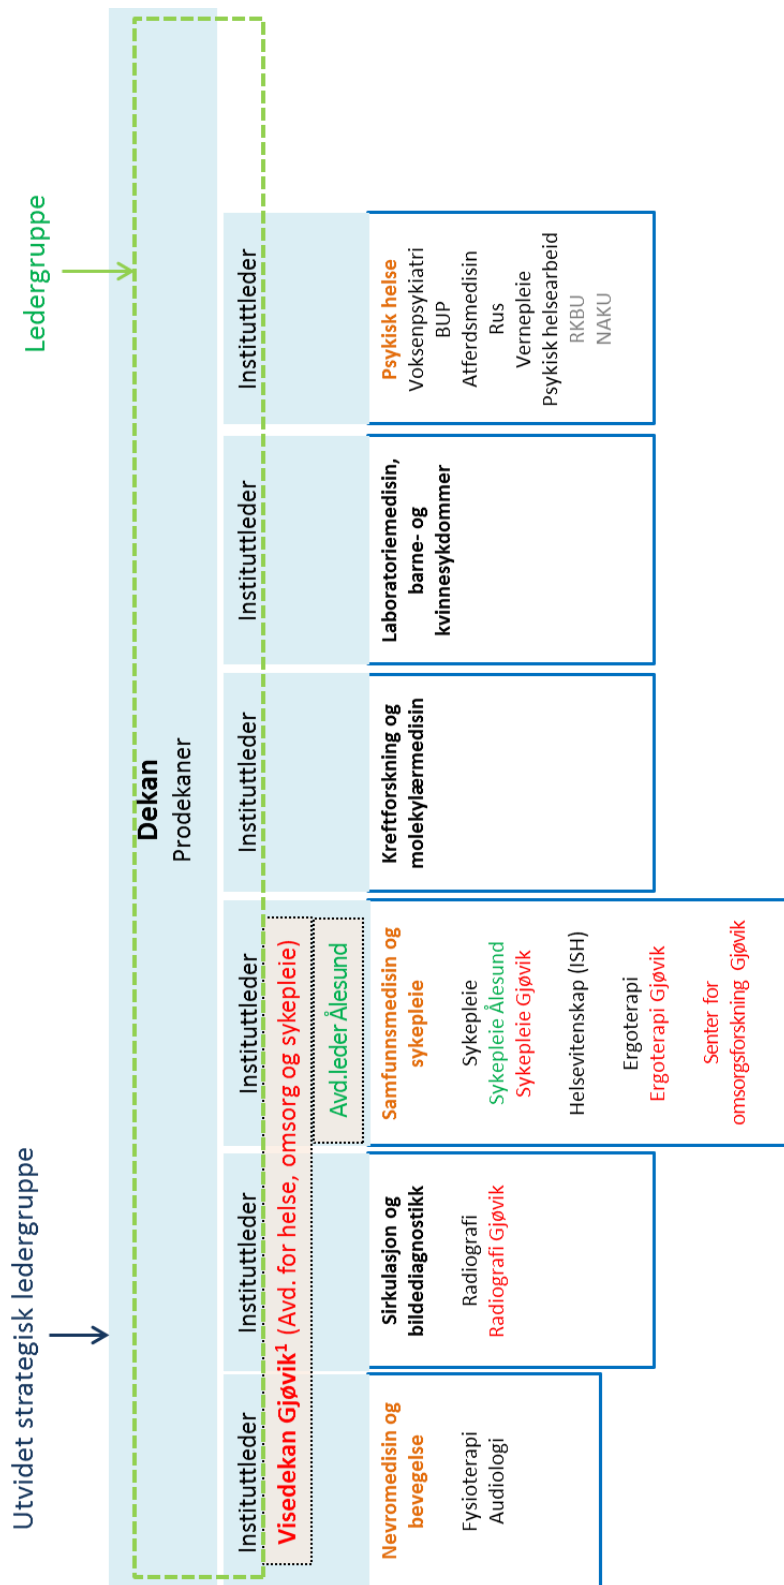 Utvidet strategisk ledergruppe
Ledergruppe
Dekan
Prodekaner
Instituttleder
Instituttleder
Instituttleder
Instituttleder
Instituttleder
Instituttleder
Visedekan Gjøvik¹ (Avd. for helse, omsorg og sykepleie)
Avd.leder Ålesund
Nevromedisin og
bevegelse
Fysioterapi
Audiologi
Sirkulasjon og
bildediagnostikk
Radiografi
Radiografi Gjøvik
Samfunnsmedisin og
sykepleie
Sykepleie
Sykepleie Ålesund
Sykepleie Gjøvik
Helsevitenskap (ISH)
Ergoterapi
Ergoterapi Gjøvik
Senter for
omsorgsforskning Gjøvik
Kreftforskning og
molekylærmedisin
Laboratoriemedisin,
barne- og
kvinnesykdommer
Psykisk helse
Voksenpsykiatri
BUP
Atferdsmedisin
Rus
Vernepleie
Psykisk helsearbeid
RKBU
NAKU